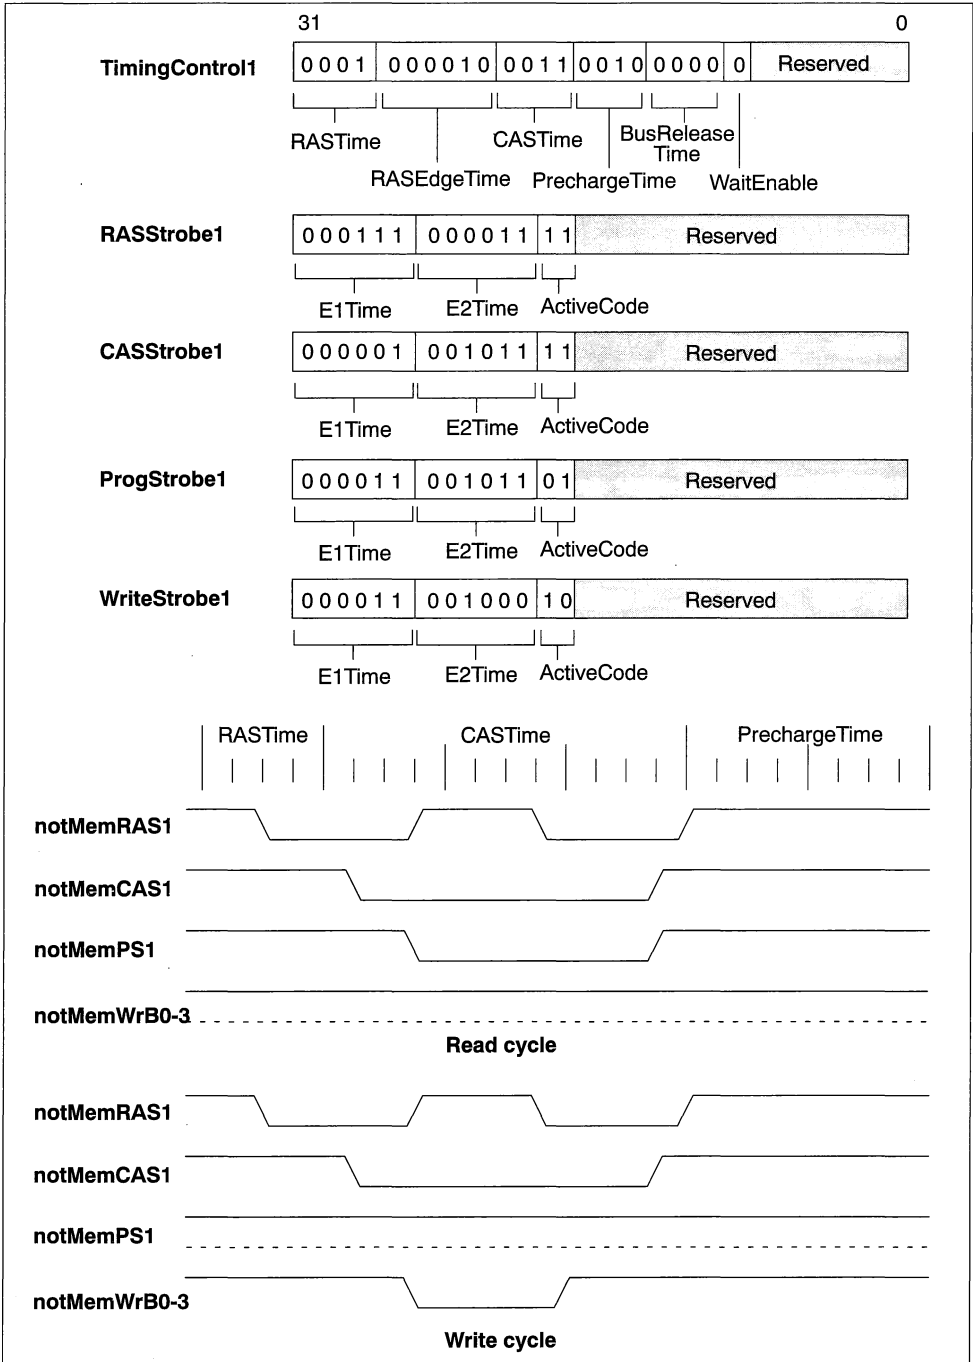 31 0
TimingControl1 0001 000010 0011 0010 0000 0 Reserved
RASTime CASTime BusRelease
Time
RASEdgeTime PrechargeTime WaitEnable
RASStrobe1 000111 000011 11 Reserved
E1Time E2Time ActiveCode
CASStrobe1 000001 001011 11 Reserved
E1Time E2Time ActiveCode
ProgStrobe1 000011 001011 01 Reserved
E1Time E2Time ActiveCode
WriteStrobe1 000011 001000 10 Reserved
E1Time E2Time ActiveCode
RASTime CASTime PrechargeTime
notMemRAS1
notMemCAS1
notMemPS1
notMemWrB0-3
Read cycle
notMemRAS1
notMemCAS1
notMemPS1
notMemWrB0-3
Write cycle